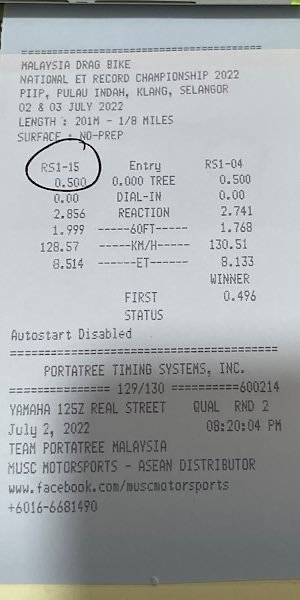 ==========================================
MALAYSIA DRAG BIKE
NATIONAL ET RECORD CHAMPIONSHIP 2022
PIIP, PULAU INDAH, KLANG, SELANGOR
02 & 03 JULY 2022
LENGTH : 201M - 1/8 MILES
SURFACE : NO-PREP
RS1-15 Entry RS1-04
0.500 0.000 TREE 0.500
0.00 DIAL-IN 0.00
2.856 REACTION 2.741
1.999 -----60FT----- 1.768
128.57 -----KM/H----- 130.51
8.514 ------ET------ 8.133
WINNER
FIRST 0.496
STATUS
Autostart Disabled
==========================================
PORTATREE TIMING SYSTEMS, INC.
=============== 129/130 ==========600214
YAMAHA 125Z REAL STREET QUAL RND 2
July 2, 2022 08:20:04 PM
TEAM PORTATREE MALAYSIA
MUSC MOTORSPORTS - ASEAN DISTRIBUTOR
www.facebook.com/muscmotorsports
+6016-6681490